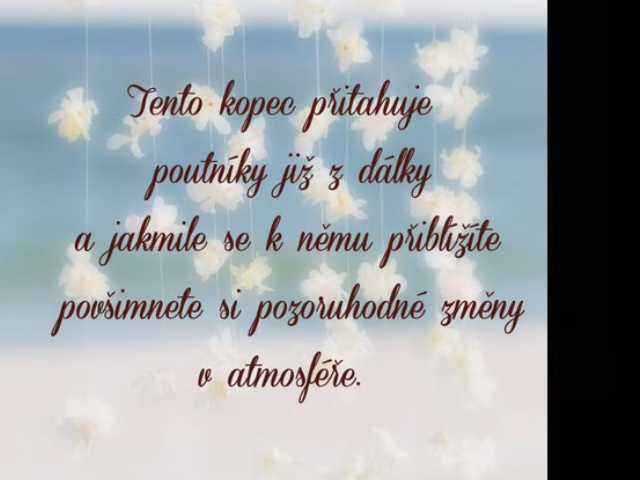 Tento kopec přitahuje
poutníky již z dálky
a jakmile se k němu přiblížíte
povšimnete si pozoruhodné změny
v atmosféře.